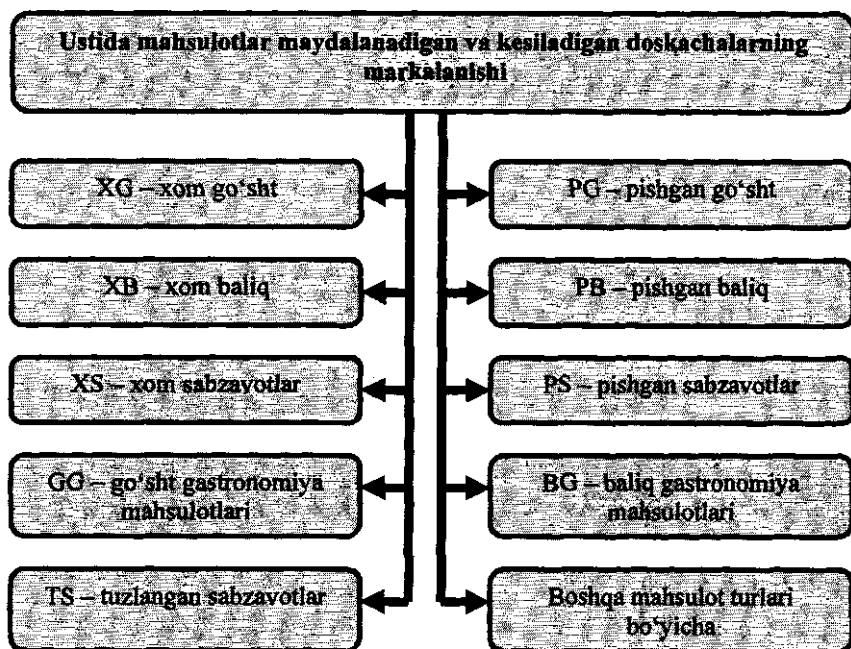 Ustida mahsulotlar maydalanadigan va kesiladigan doskachalarning
markalanishi
XG – xom go‘sht
PG – pishgan go‘sht
XB – xom baliq
PB – pishgan baliq
XS – xom sabzavotlar
PS – pishgan sabzavotlar
GG – go‘sht gastronomiya
mahsulotlari
BG – baliq gastronomiya
mahsulotlari
TS – tuzlangan sabzavotlar
Boshqa mahsulot turlari
bo‘yicha